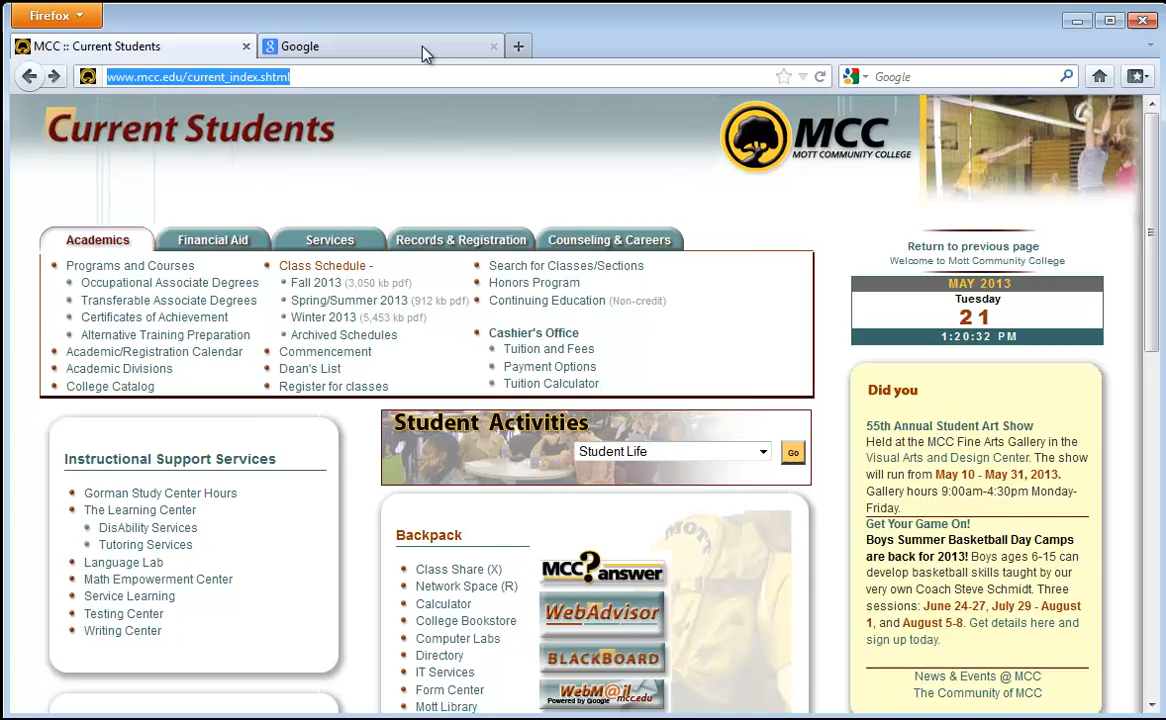 Firefox
MCC :: Current Students
Google
www.mcc.edu/current_index.shtml
Google
Current Students
MCC
MOTT COMMUNITY COLLEGE
Academics
Financial Aid
Services
Records & Registration
Counseling & Careers
Programs and Courses
Occupational Associate Degrees
Transferable Associate Degrees
Certificates of Achievement
Alternative Training Preparation
Academic/Registration Calendar
Academic Divisions
College Catalog
Class Schedule -
Fall 2013 (3,050 kb pdf)
Spring/Summer 2013 (912 kb pdf)
Winter 2013 (5,453 kb pdf)
Archived Schedules
Commencement
Dean's List
Register for classes
Search for Classes/Sections
Honors Program
Continuing Education (Non-credit)
Cashier's Office
Tuition and Fees
Payment Options
Tuition Calculator
Return to previous page
Welcome to Mott Community College
MAY 2013
Tuesday
21
1:20:32 PM
Instructional Support Services
Gorman Study Center Hours
The Learning Center
DisAbility Services
Tutoring Services
Language Lab
Math Empowerment Center
Service Learning
Testing Center
Writing Center
Student Activities
Student Life
Go
Backpack
Class Share (X)
Network Space (R)
Calculator
College Bookstore
Computer Labs
Directory
IT Services
Form Center
Mott Library
MOTT
MCC?answer
WebAdvisor
BLACKBOARD
WebM@il
Powered by Google mcc.edu
Did you
55th Annual Student Art Show
Held at the MCC Fine Arts Gallery in the
Visual Arts and Design Center. The show
will run from May 10 - May 31, 2013.
Gallery hours 9:00am-4:30pm Monday-
Friday.
Get Your Game On!
Boys Summer Basketball Day Camps
are back for 2013! Boys ages 6-15 can
develop basketball skills taught by our
very own Coach Steve Schmidt. Three
sessions: June 24-27, July 29 - August
1, and August 5-8. Get details here and
sign up today.
News & Events @ MCC
The Community of MCC